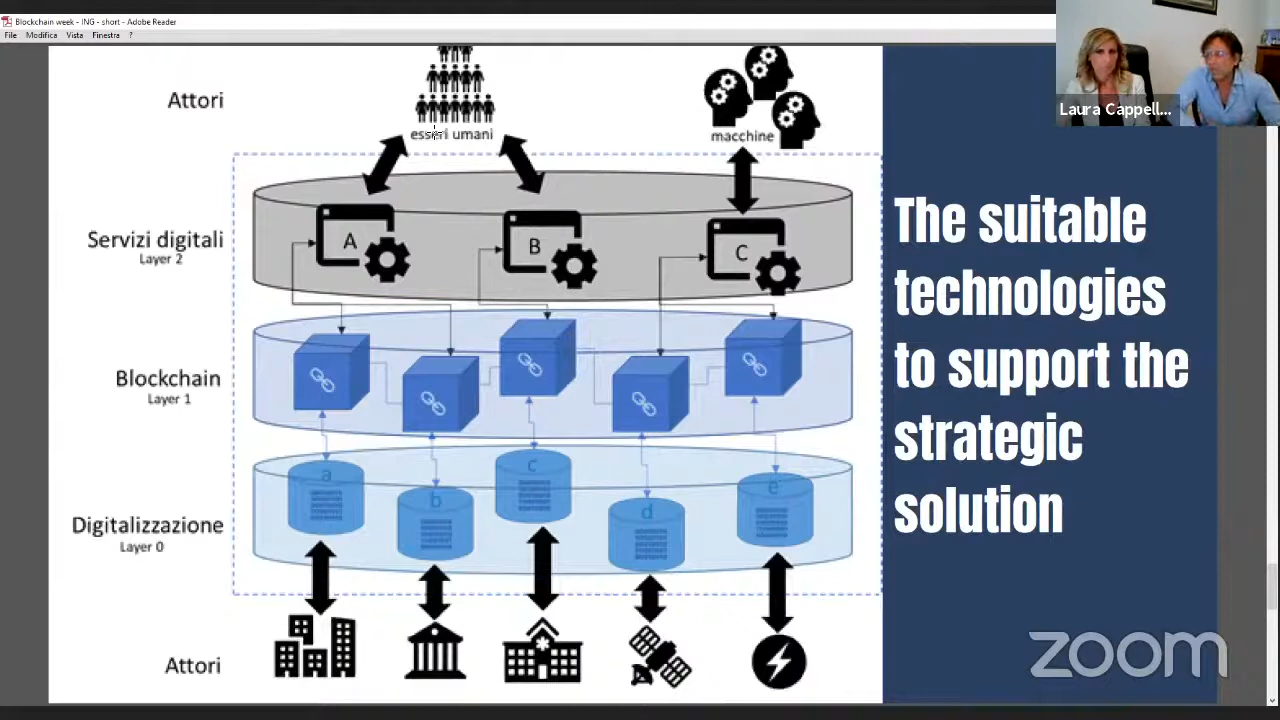 Blockchain week - ING - short - Adobe Reader
File Modifica Vista Finestra ?
Laura Cappell...
Attori
esseri umani
macchine
Servizi digitali
Layer 2
A
B
C
Blockchain
Layer 1
Digitalizzazione
Layer 0
a
b
c
d
e
Attori
The suitable
technologies
to support the
strategic
solution
zoom